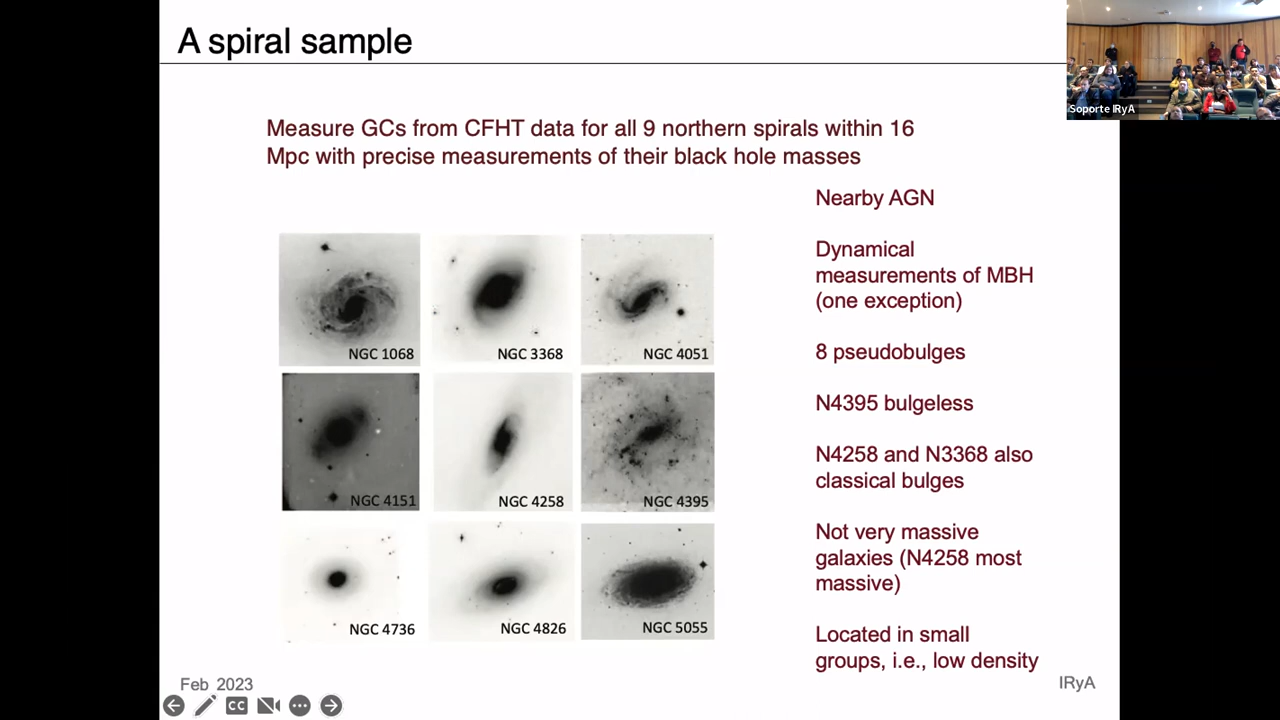 A spiral sample
Soporte IRyA
Measure GCs from CFHT data for all 9 northern spirals within 16
Mpc with precise measurements of their black hole masses
Nearby AGN
Dynamical
measurements of MBH
(one exception)
8 pseudobulges
N4395 bulgeless
N4258 and N3368 also
classical bulges
Not very massive
galaxies (N4258 most
massive)
Located in small
groups, i.e., low density
NGC 1068
NGC 3368
NGC 4051
NGC 4151
NGC 4258
NGC 4395
NGC 4736
NGC 4826
NGC 5055
Feb 2023
IRyA
CC